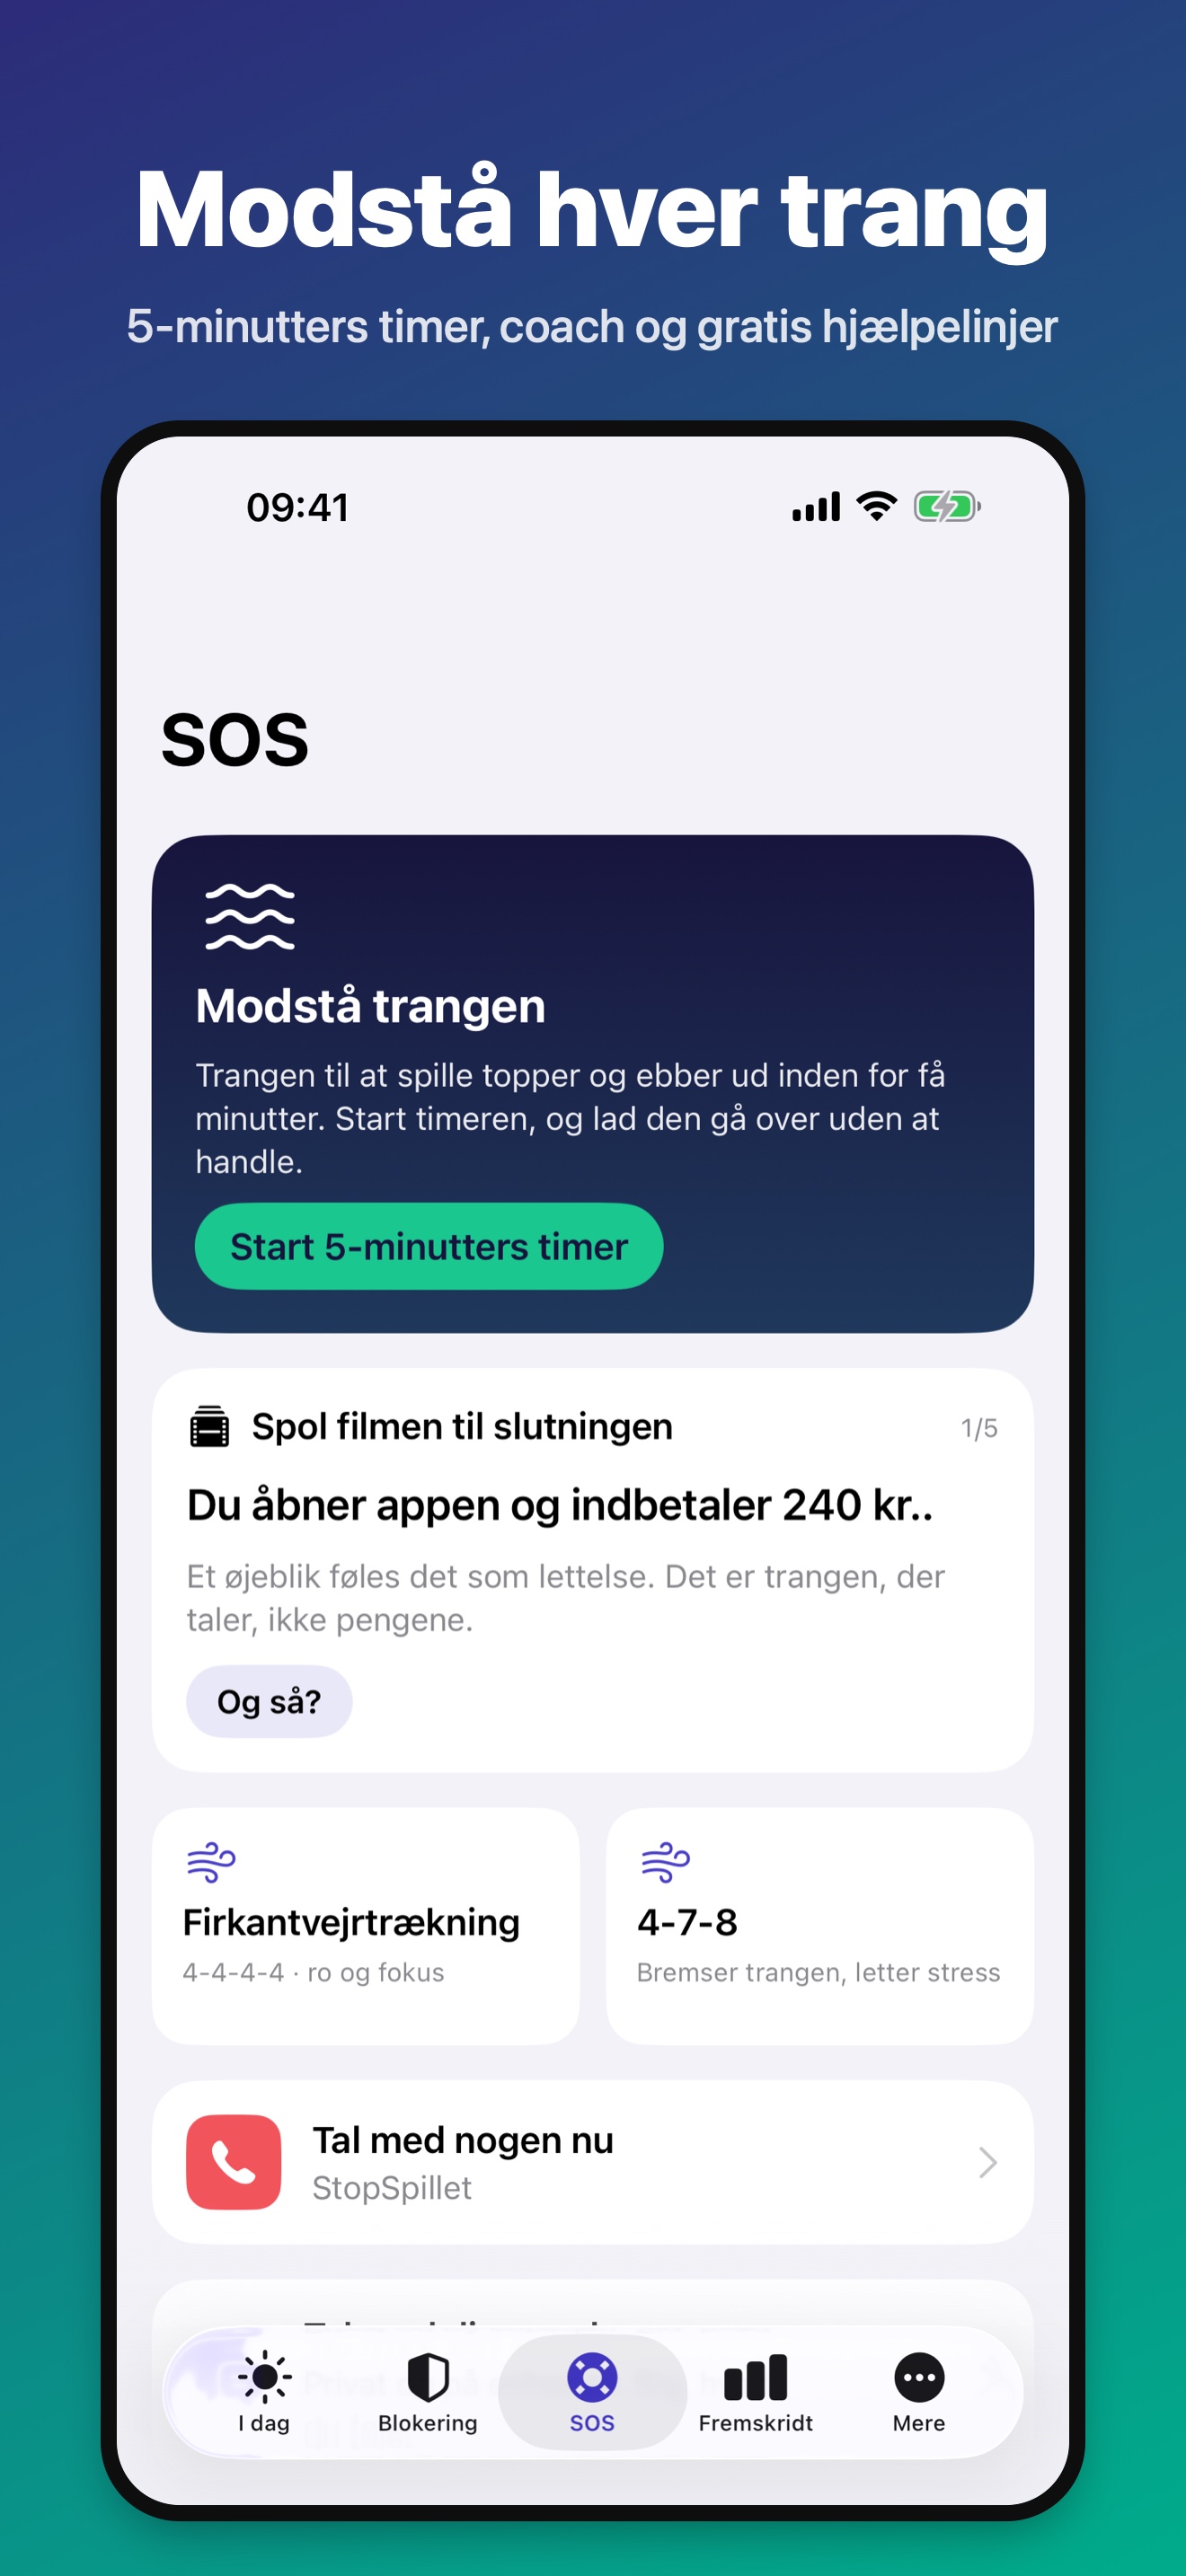 Modstå hver trang
5-minutters timer, coach og gratis hjælpelinjer
09:41
SOS
Modstå trangen
Trangen til at spille topper og ebber ud inden for få
minutter. Start timeren, og lad den gå over uden at
handle.
Start 5-minutters timer
Spol filmen til slutningen
1/5
Du åbner appen og indbetaler 240 kr..
Et øjeblik føles det som lettelse. Det er trangen, der
taler, ikke pengene.
Og så?
Firkantvejrtrækning
4-4-4-4 · ro og fokus
4-7-8
Bremser trangen, letter stress
Tal med nogen nu
StopSpillet
Privat
I dag
Blokering
SOS
Fremskridt
Mere